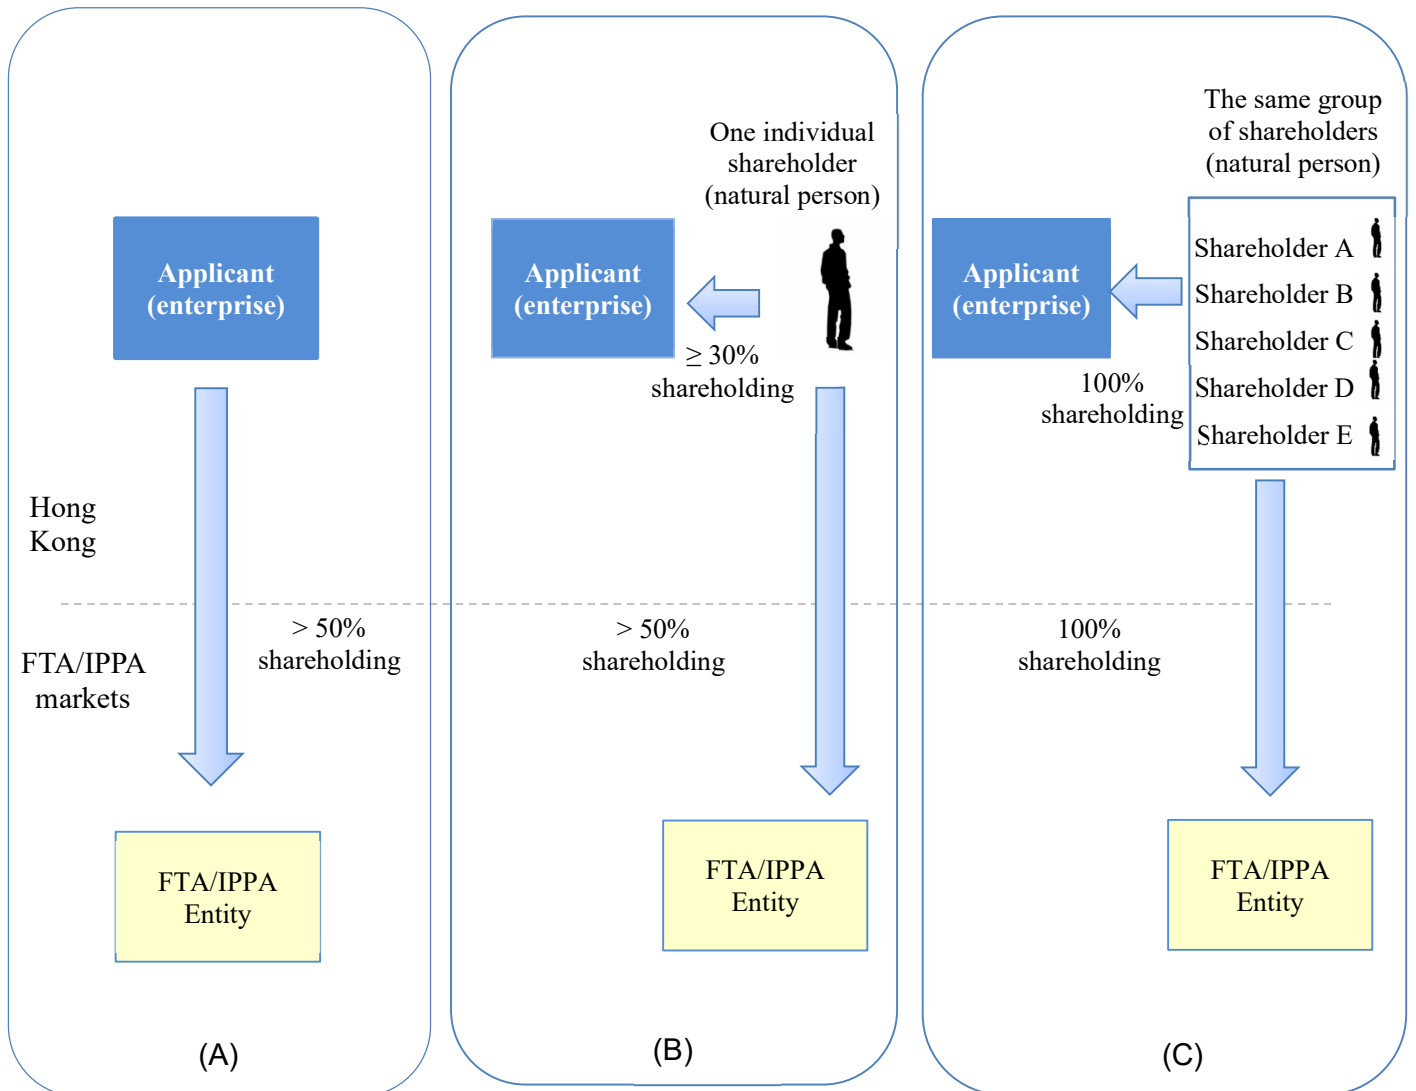 Applicant
(enterprise)
Hong
Kong
> 50%
shareholding
FTA/IPPA
markets
FTA/IPPA
Entity
(A)
One individual
shareholder
(natural person)
Applicant
(enterprise)
≥ 30%
shareholding
> 50%
shareholding
FTA/IPPA
Entity
(B)
The same group
of shareholders
(natural person)
Applicant
(enterprise)
Shareholder A
Shareholder B
Shareholder C
Shareholder D
Shareholder E
100%
shareholding
100%
shareholding
FTA/IPPA
Entity
(C)